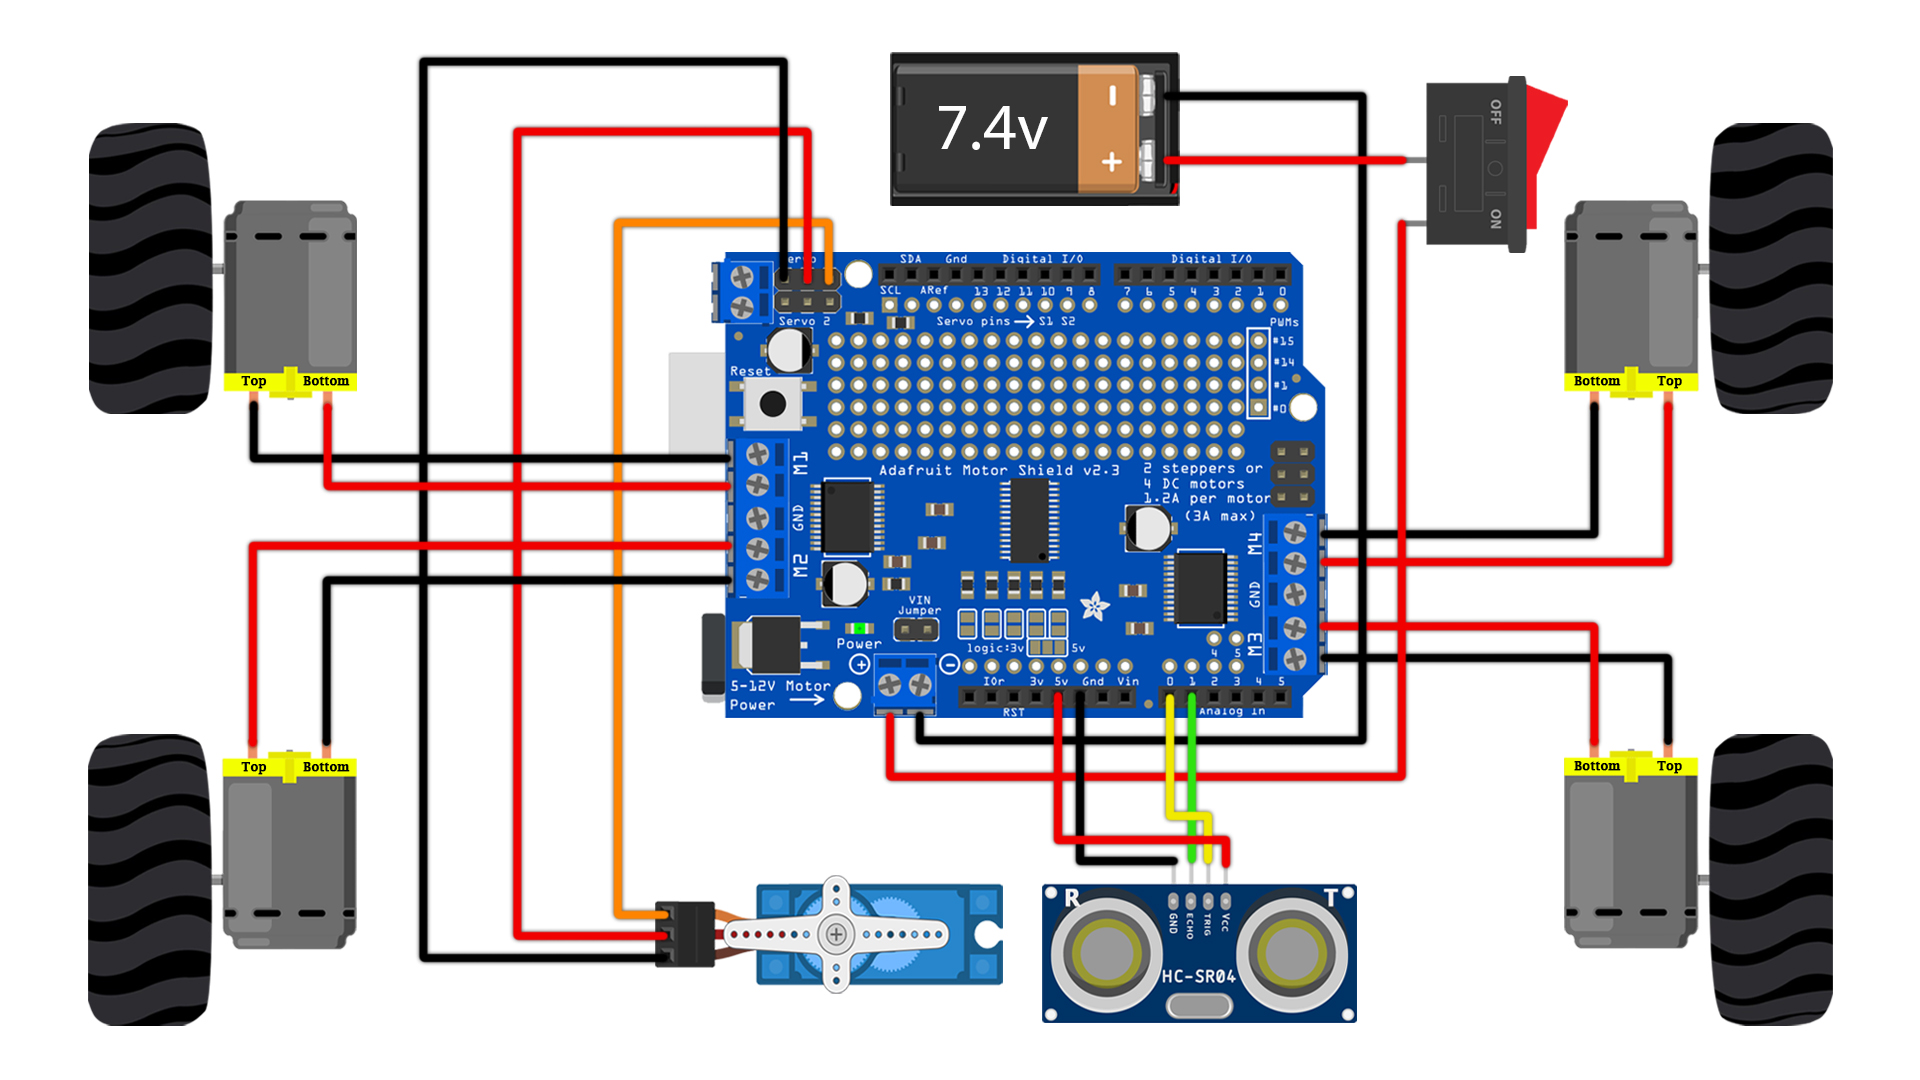 7.4v
-
+
OFF
ON
Servo
SDA Gnd Digital I/O Digital I/O
SCL ARef 13 12 11 10 9 8 7 6 5 4 3 2 1 0
Servo 2
Servo pins → S1 S2
PWMs
#15
#14
#1
#0
Reset
Top Bottom
Bottom Top
M1
GND
M2
Adafruit Motor Shield v2.3
2 steppers or
4 DC motors
1.2A per motor
(3A max)
M4
GND
M3
VIN
Jumper
Power
+ -
logic:3v 5v
4 5
5-12V Motor
Power →
IOr 3v 5v Gnd Vin 0 1 2 3 4 5
RST Analog In
Top Bottom
Bottom Top
R T
GND ECHO TRIG VCC
HC-SR04